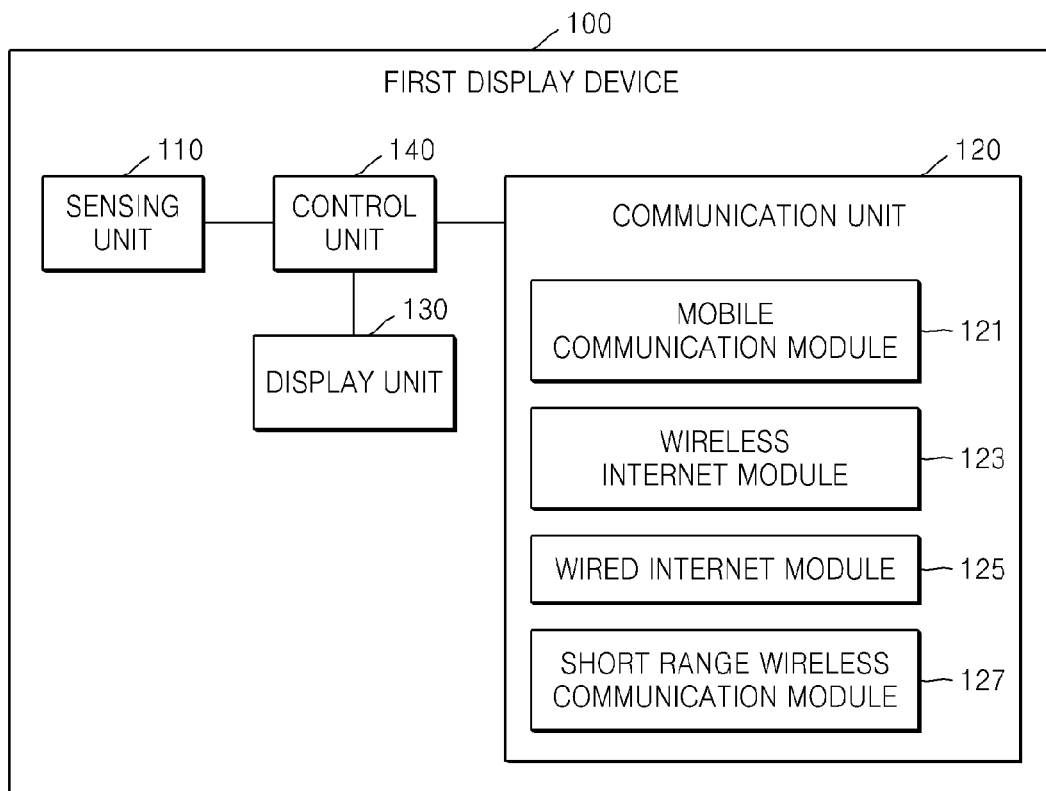 100
FIRST DISPLAY DEVICE
110
140
120
SENSING
UNIT
CONTROL
UNIT
COMMUNICATION UNIT
130
DISPLAY UNIT
MOBILE
COMMUNICATION MODULE
121
WIRELESS
INTERNET MODULE
123
WIRED INTERNET MODULE
125
SHORT RANGE WIRELESS
COMMUNICATION MODULE
127